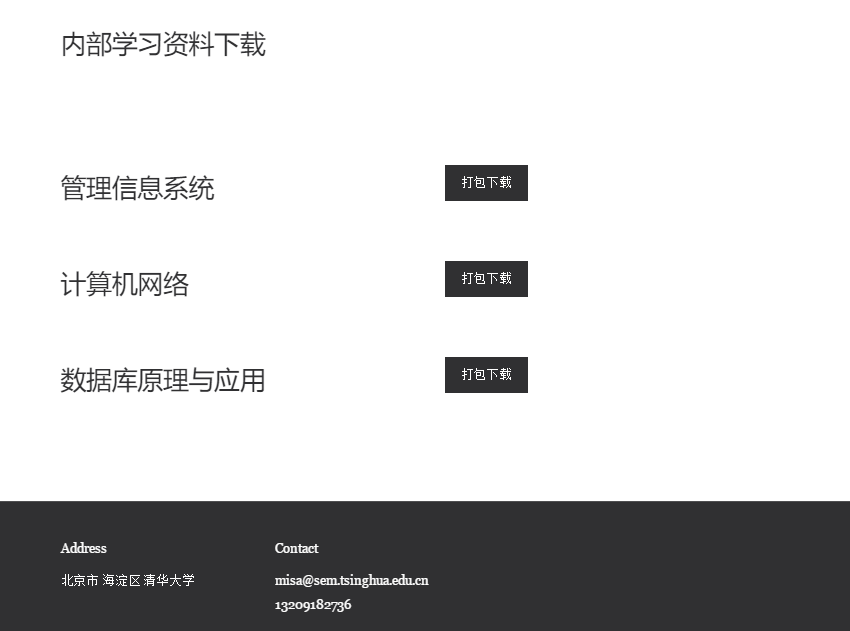 内部学习资料下载
管理信息系统
打包下载
计算机网络
打包下载
数据库原理与应用
打包下载
Address
北京市 海淀区 清华大学
Contact
misa@sem.tsinghua.edu.cn
13209182736